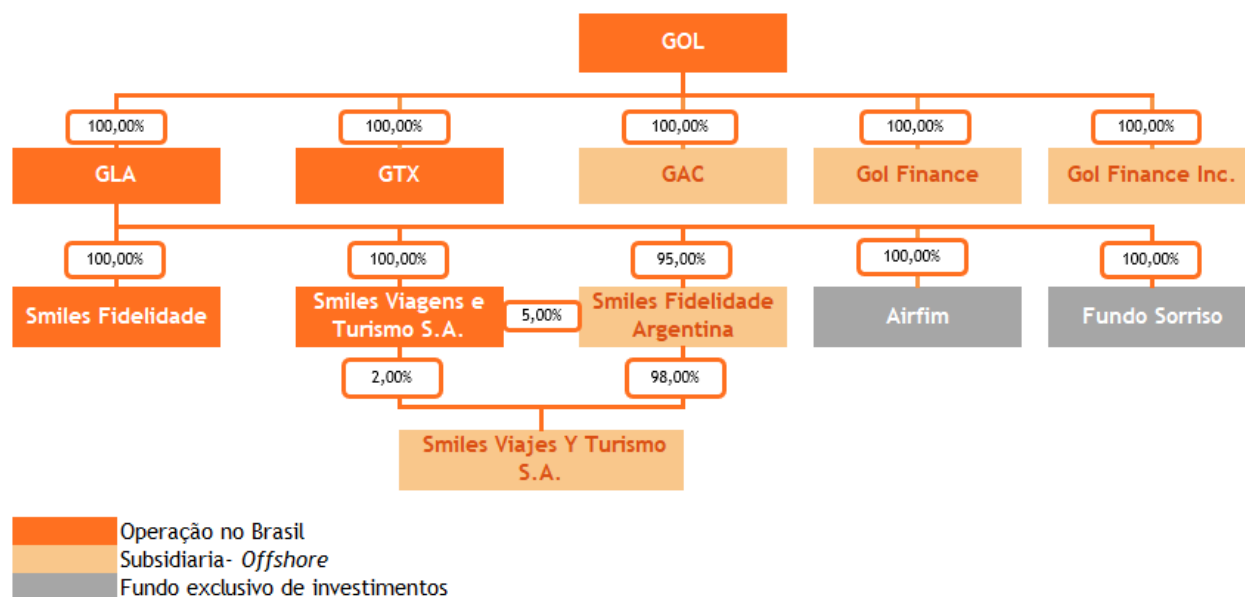 GOL
100,00%
100,00%
100,00%
100,00%
100,00%
GLA
GTX
GAC
Gol Finance
Gol Finance Inc.
100,00%
100,00%
95,00%
100,00%
100,00%
Smiles Fidelidade
Smiles Viagens e
Turismo S.A.
5,00%
Smiles Fidelidade
Argentina
Airfim
Fundo Sorriso
2,00%
98,00%
Smiles Viajes Y Turismo
S.A.
Operação no Brasil
Subsidiaria- Offshore
Fundo exclusivo de investimentos